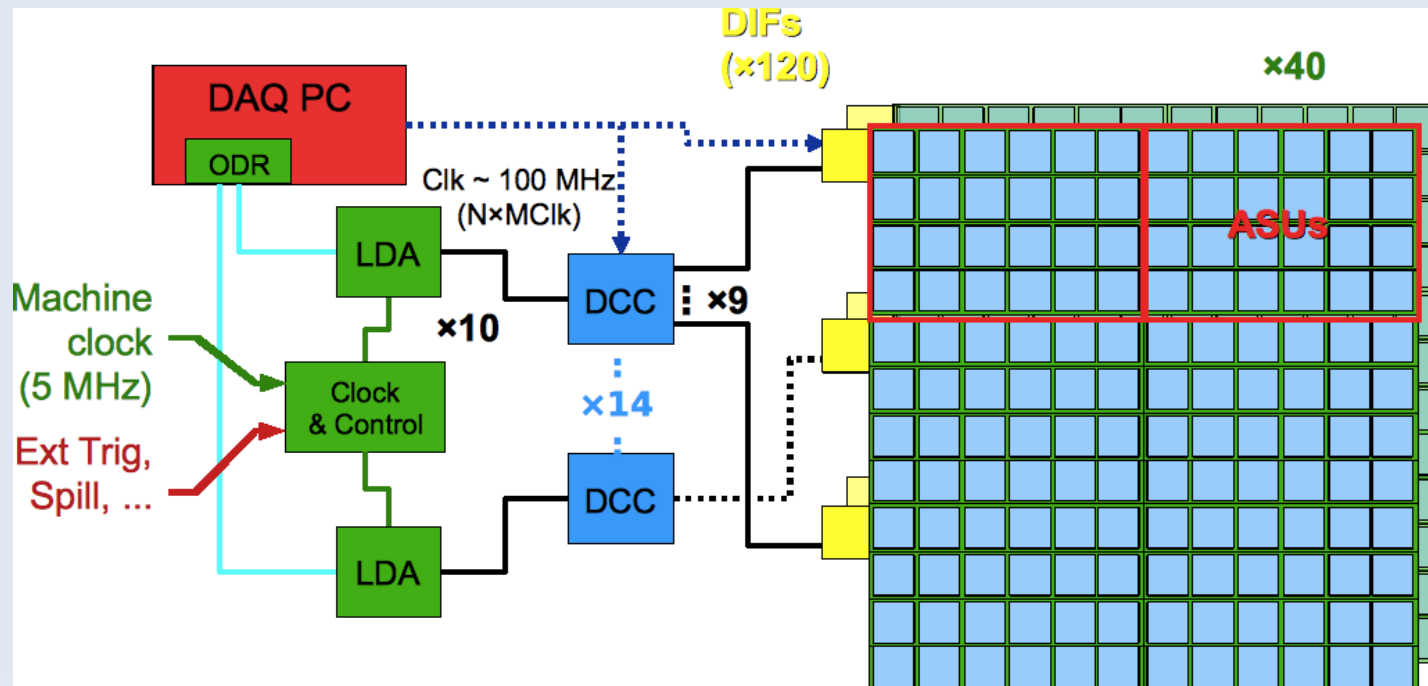 DIFs
(×120)
×40
DAQ PC
ODR
Clk ~ 100 MHz
(N×MClk)
LDA
ASUs
DCC
×9
Machine
clock
(5 MHz)
×10
Clock
& Control
×14
Ext Trig,
Spill, ...
DCC
LDA